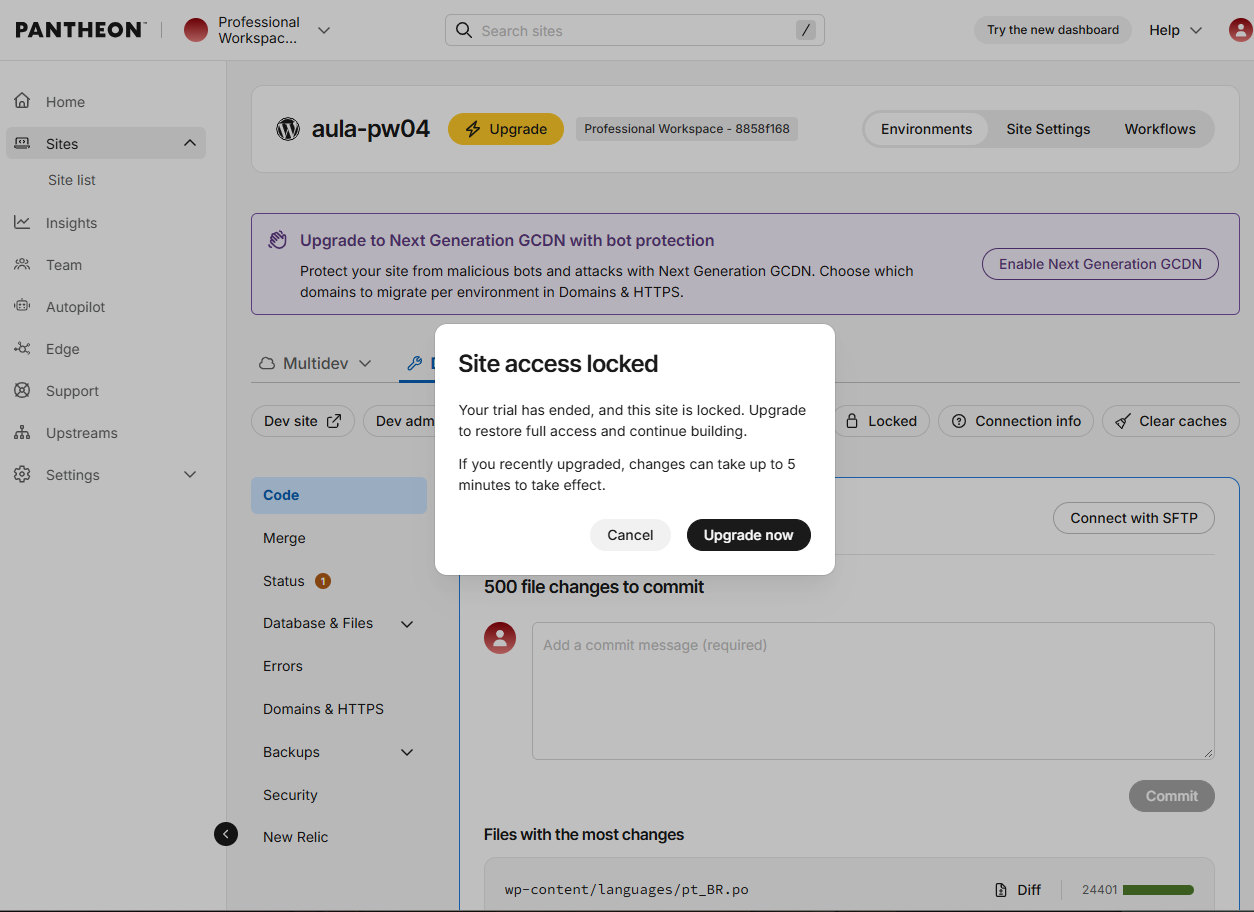 PANTHEON™
Professional
Workspac...
Search sites
/
Try the new dashboard
Help
Home
Sites
Site list
Insights
Team
Autopilot
Edge
Support
Upstreams
Settings
aula-pw04
Upgrade
Professional Workspace - 8858f168
Environments
Site Settings
Workflows
Upgrade to Next Generation GCDN with bot protection
Protect your site from malicious bots and attacks with Next Generation GCDN. Choose which
domains to migrate per environment in Domains & HTTPS.
Enable Next Generation GCDN
Multidev
Dev site
Dev adm
Locked
Connection info
Clear caches
Site access locked
Your trial has ended, and this site is locked. Upgrade
to restore full access and continue building.
If you recently upgraded, changes can take up to 5
minutes to take effect.
Cancel
Upgrade now
Code
Merge
Status
1
Database & Files
Errors
Domains & HTTPS
Backups
Security
New Relic
Connect with SFTP
500 file changes to commit
Add a commit message (required)
Commit
Files with the most changes
wp-content/languages/pt_BR.po
Diff
24401